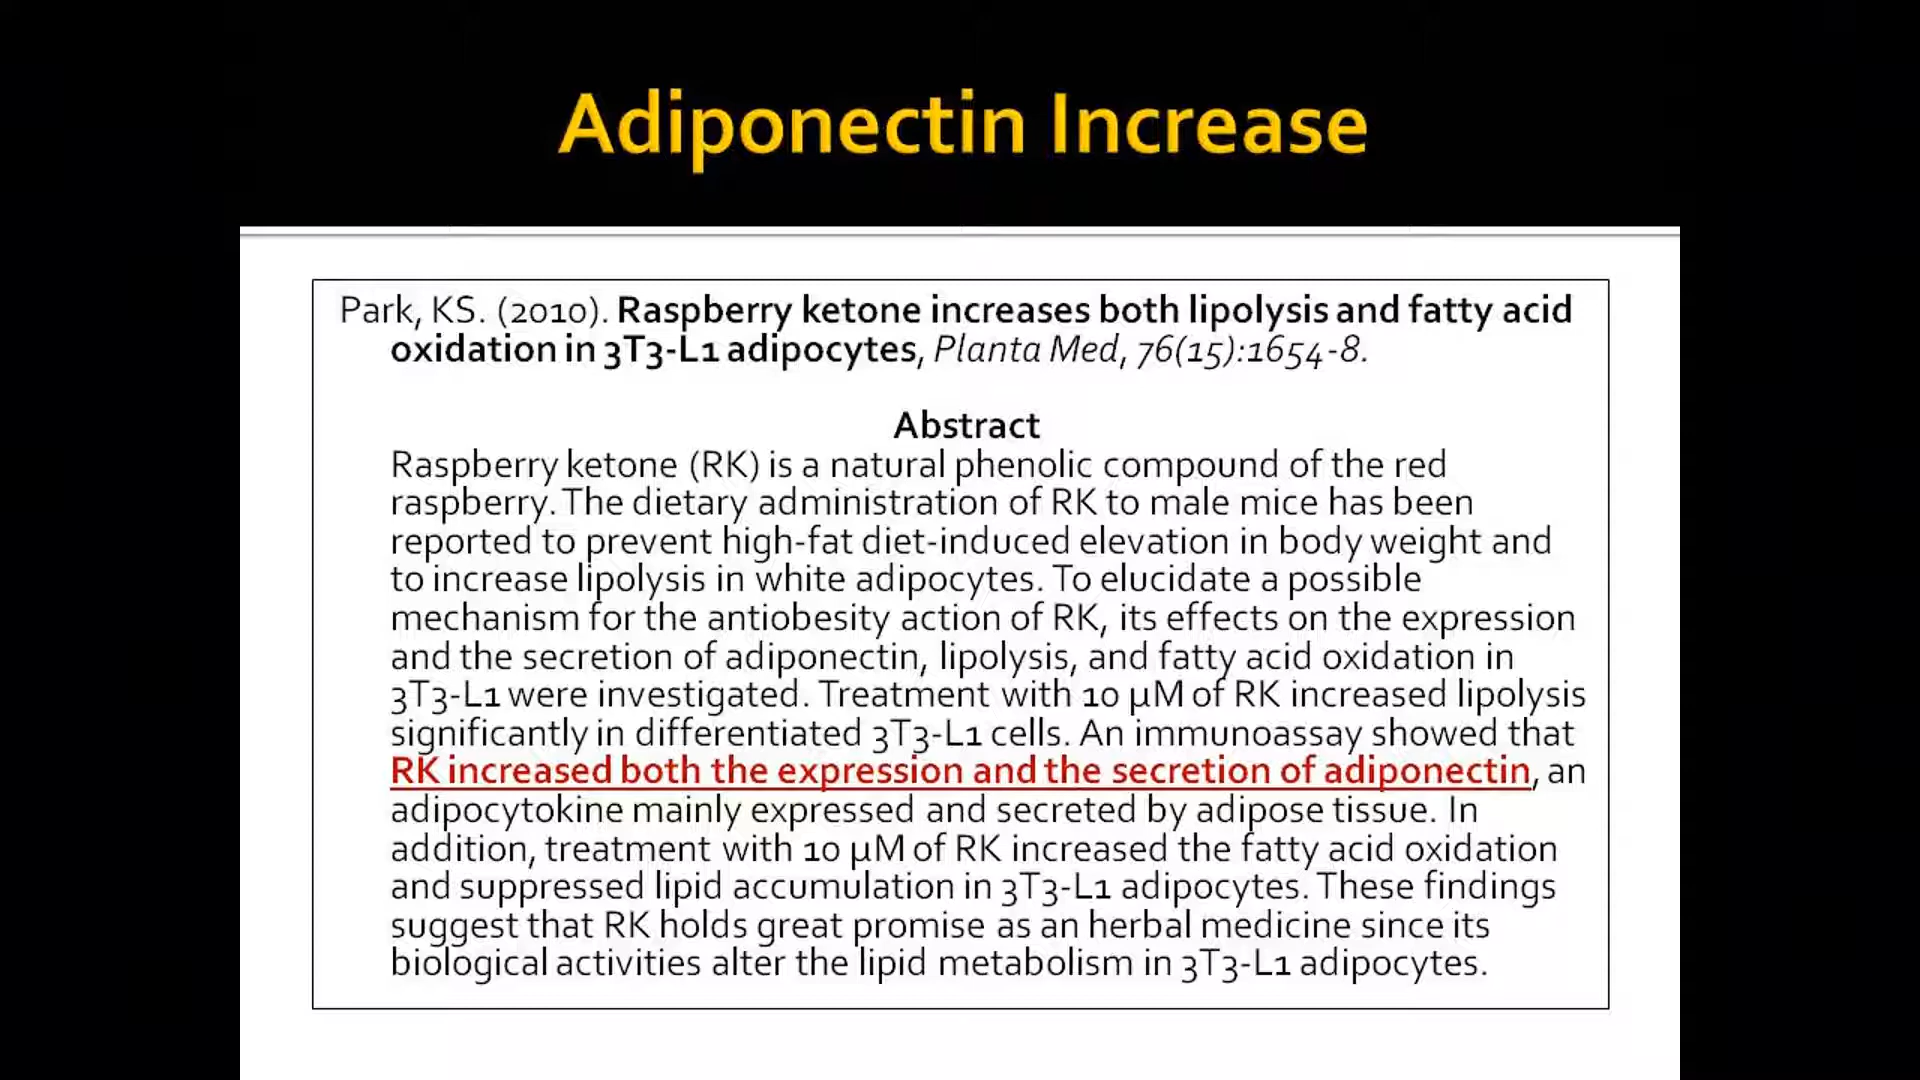 Adiponectin Increase
Park, KS. (2010). Raspberry ketone increases both lipolysis and fatty acid
oxidation in 3T3-L1 adipocytes, Planta Med, 76(15):1654-8.
Abstract
Raspberry ketone (RK) is a natural phenolic compound of the red
raspberry. The dietary administration of RK to male mice has been
reported to prevent high-fat diet-induced elevation in body weight and
to increase lipolysis in white adipocytes. To elucidate a possible
mechanism for the antiobesity action of RK, its effects on the expression
and the secretion of adiponectin, lipolysis, and fatty acid oxidation in
3T3-L1 were investigated. Treatment with 10 µM of RK increased lipolysis
significantly in differentiated 3T3-L1 cells. An immunoassay showed that
RK increased both the expression and the secretion of adiponectin, an
adipocytokine mainly expressed and secreted by adipose tissue. In
addition, treatment with 10 µM of RK increased the fatty acid oxidation
and suppressed lipid accumulation in 3T3-L1 adipocytes. These findings
suggest that RK holds great promise as an herbal medicine since its
biological activities alter the lipid metabolism in 3T3-L1 adipocytes.